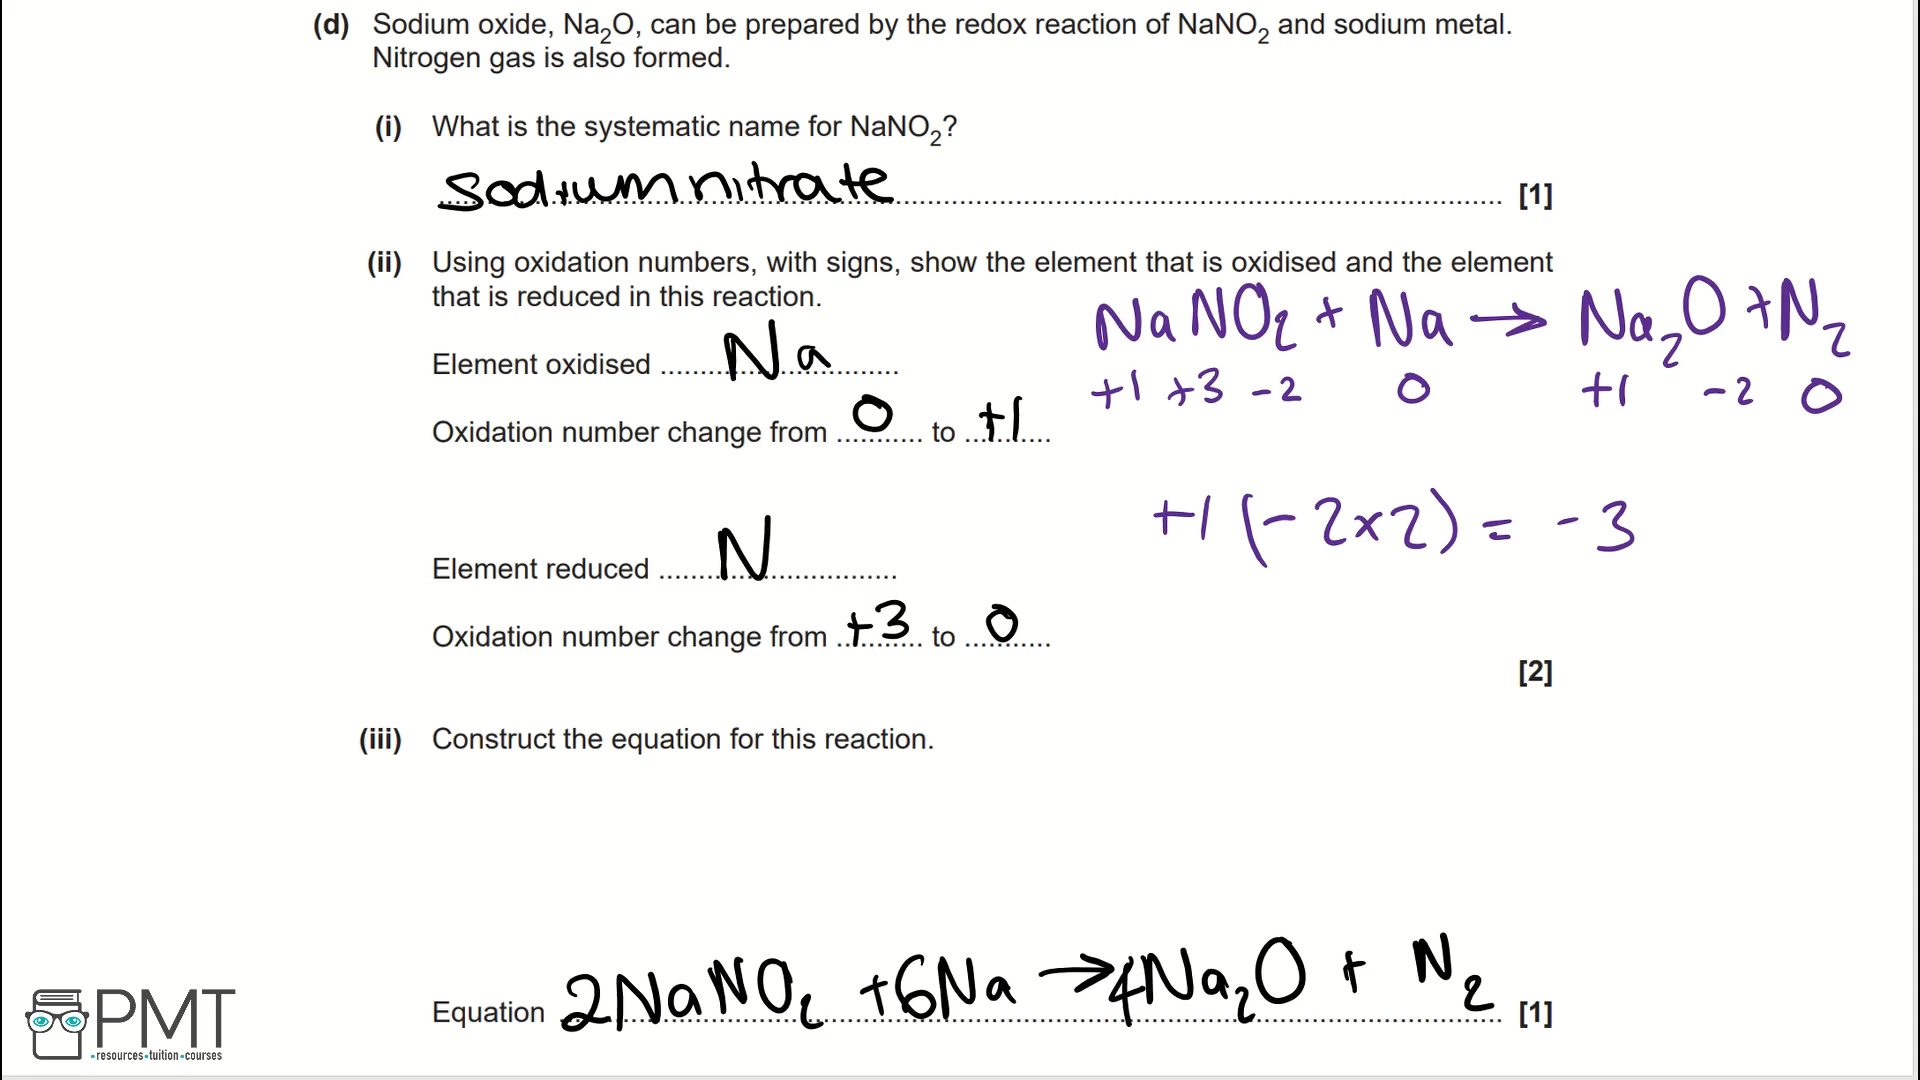 (d) Sodium oxide, Na₂O, can be prepared by the redox reaction of NaNO₂ and sodium metal.
Nitrogen gas is also formed.
(i) What is the systematic name for NaNO₂?
sodium nitrate [1]
(ii) Using oxidation numbers, with signs, show the element that is oxidised and the element
that is reduced in this reaction.
NaNO₂ + Na → Na₂O + N₂
+1 +3 -2 0 +1 -2 0
Element oxidised Na
Oxidation number change from 0 to +1
+1 (-2×2) = -3
Element reduced N
Oxidation number change from +3 to 0
[2]
(iii) Construct the equation for this reaction.
Equation 2NaNO₂ + 6Na → 4Na₂O + N₂ [1]
PMT
•resources•tuition•courses